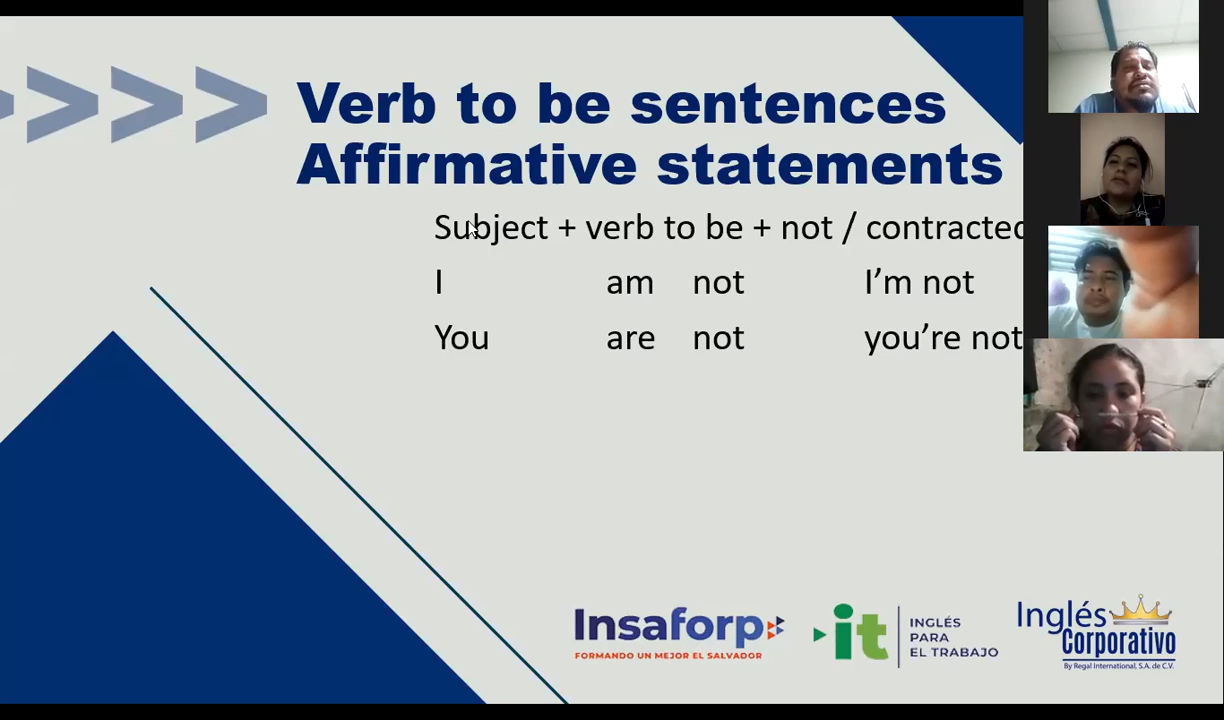 Verb to be sentences
Affirmative statements
Subject + verb to be + not / contracted
I am not I'm not
You are not you're not
Insaforp
FORMANDO UN MEJOR EL SALVADOR
it
INGLÉS
PARA
EL TRABAJO
Inglés
Corporativo
By Regal International, S.A. de C.V.